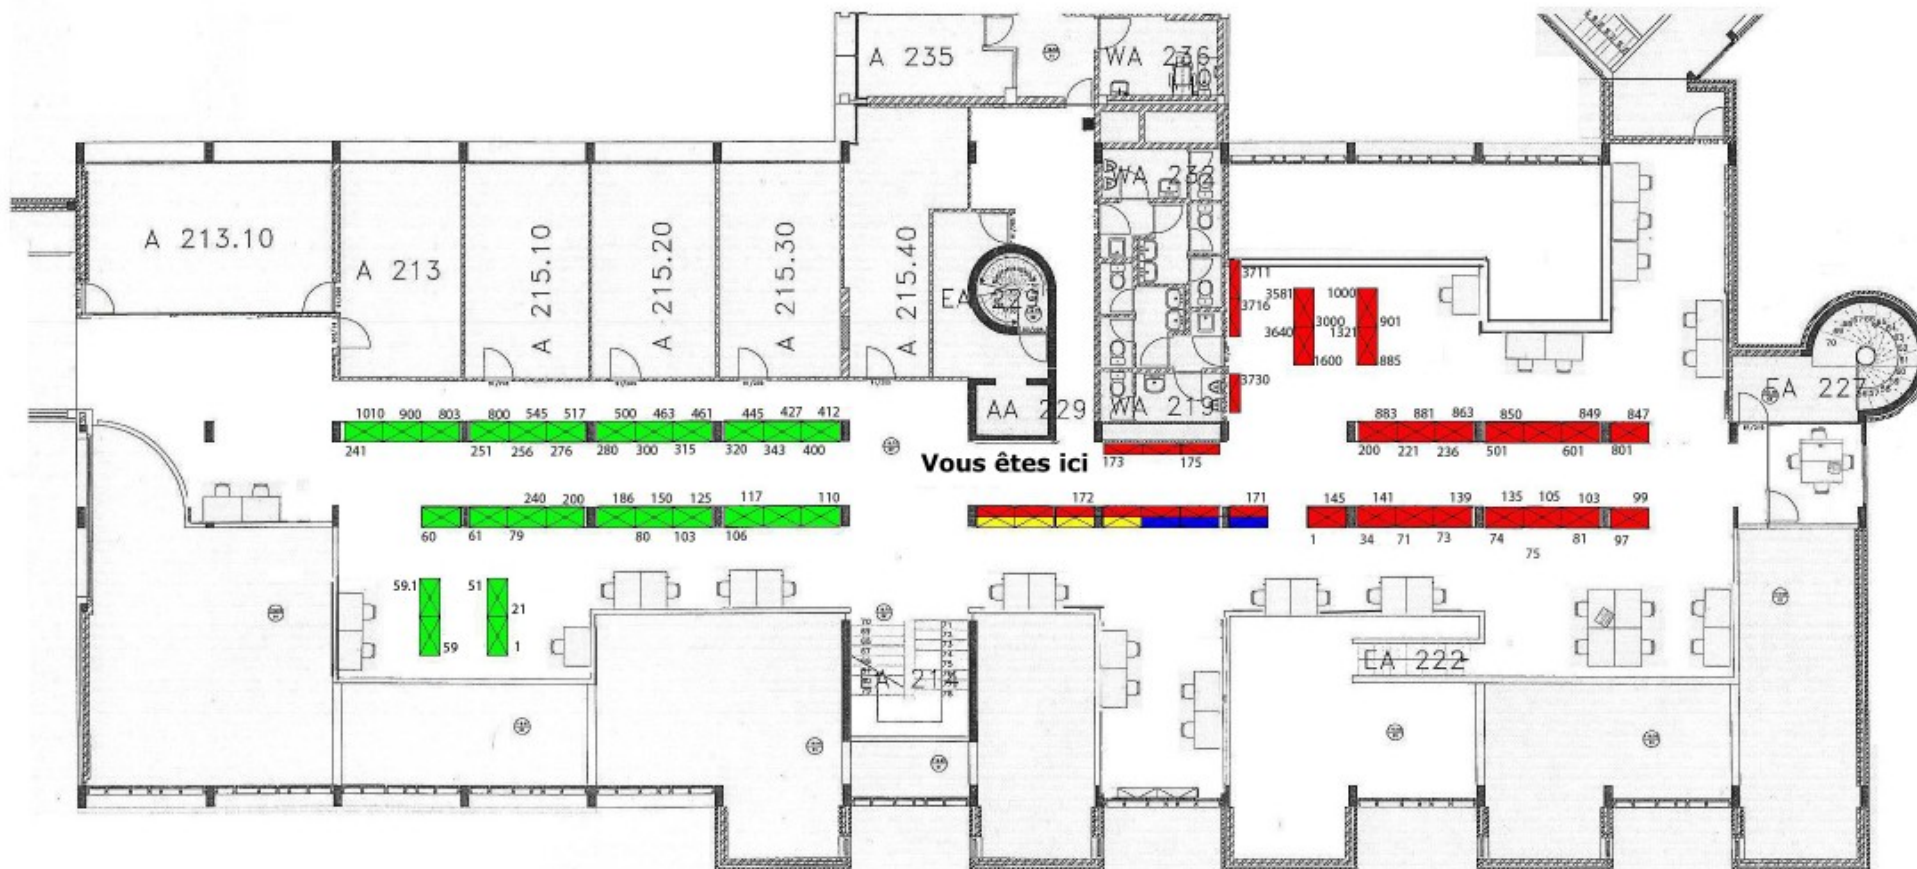 A 235
WA 236
WA 232
A 213.10
A 213
A 215.10
A 215.20
A 215.30
A 215.40
EA 229
3711
3716
3581
1000
3640
3000
1321
901
1600
885
3730
AA 229
WA 219
EA 227
1010 900 803 800 545 517 500 463 461 445 427 412
883 881 863 850 849 847
241 251 256 276 280 300 315 320 343 400
200 221 236 501 601 801
Vous êtes ici
173 175
240 200 186 150 125 117 110
172 171 145 141 139 135 105 103 99
60 61 79 80 103 106
1 34 71 73 74 75 81 97
59.1 51
21
59 1
A 214
EA 222